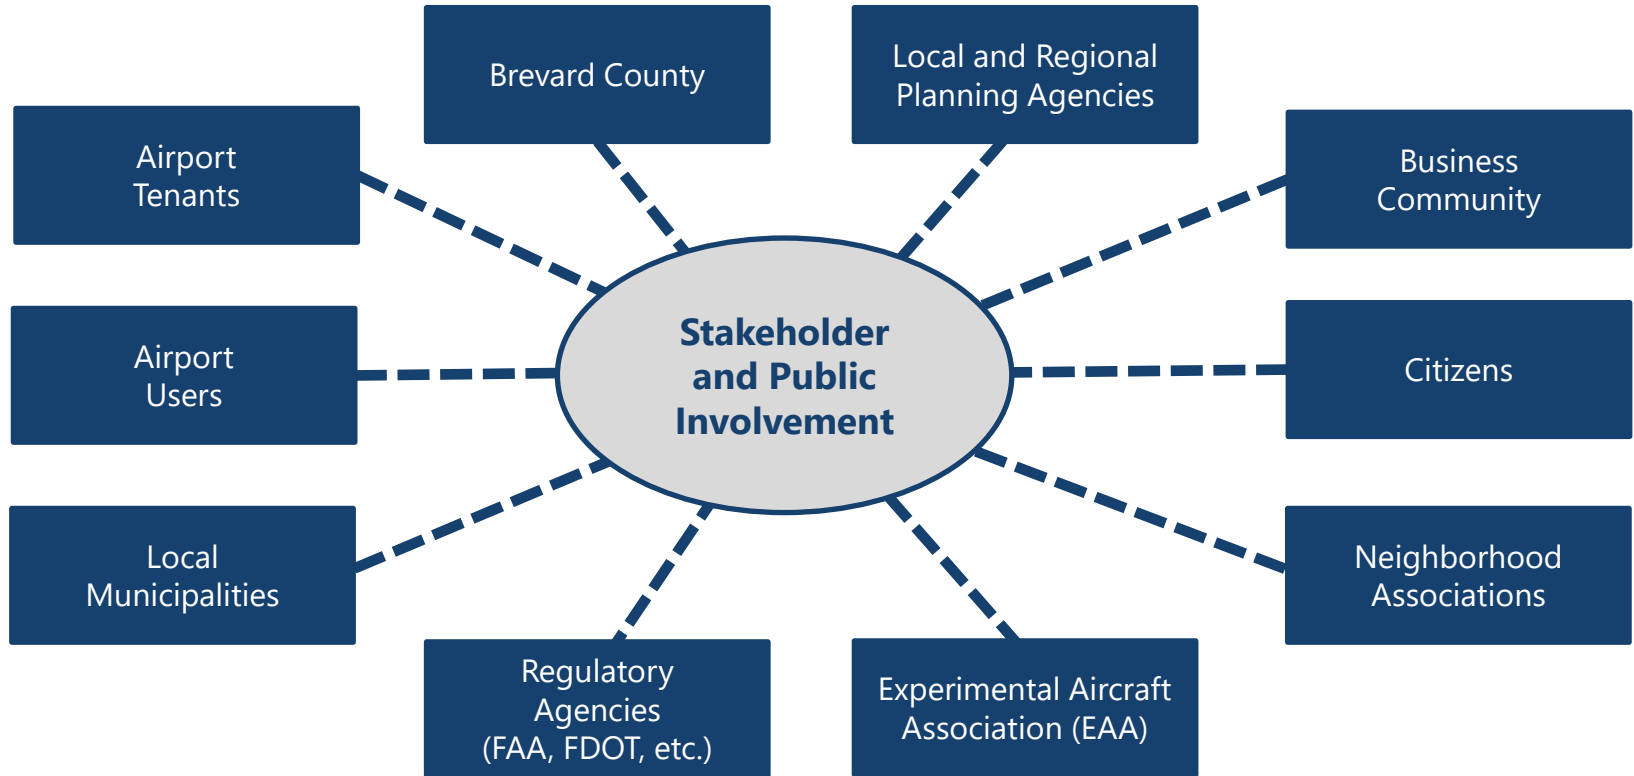 Brevard County
Local and Regional
Planning Agencies
Airport
Tenants
Business
Community
Stakeholder
and Public
Involvement
Airport
Users
Citizens
Local
Municipalities
Neighborhood
Associations
Regulatory
Agencies
(FAA, FDOT, etc.)
Experimental Aircraft
Association (EAA)